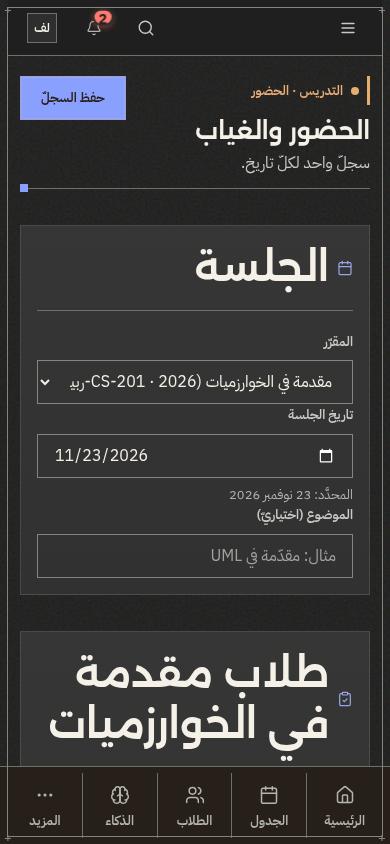 لف
2
التدريس · الحضور
حفظ السجلّ
الحضور والغياب
سجلّ واحد لكلّ تاريخ.
الجلسة
المقرّر
مقدمة في الخوارزميات (CS-201 · 2026-ربي
تاريخ الجلسة
11/23/2026
المحدَّد: 23 نوفمبر 2026
الموضوع (اختياريّ)
مثال: مقدّمة في UML
طلاب مقدمة
في الخوارزميات
الرئيسية
الجدول
الطلاب
الذكاء
المزيد